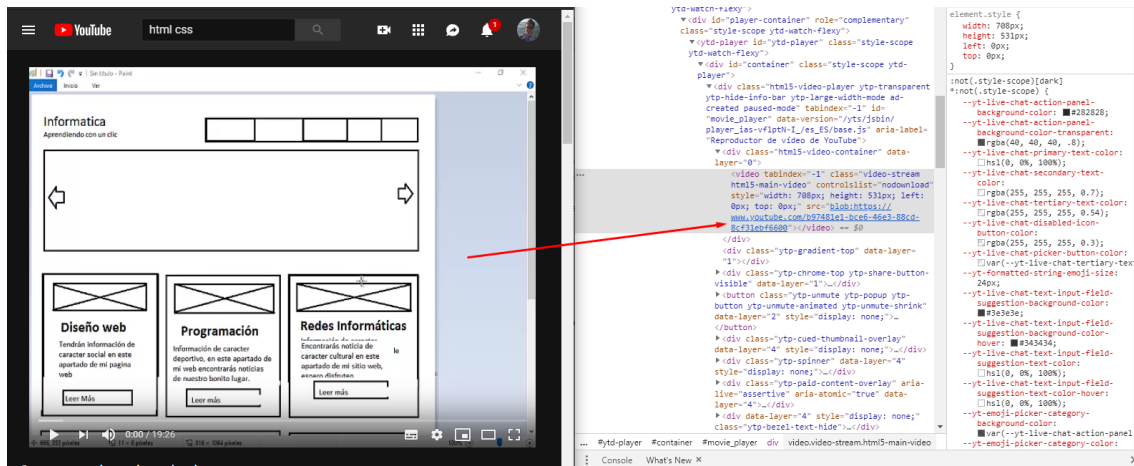 YouTube
html css
1
Sin título - Paint
Archivo Inicio Ver
Informatica
Aprendiendo con un clic
Diseño web
Tendrán información de
caracter social en este
apartado de mi pagina
web
Leer Más
Programación
Información de caracter
deportivo, en este apartado de
mi web encontrarás noticias
de nuestro bonito lugar.
Leer más
Redes Informáticas
Encontrarás noticia de
le
caracter cultural en este
apartado de mi sitio web,
espero disfruten
Leer más
0:00 / 19:26
ytd-watch-flexy">
▼<div id="player-container" role="complementary"
class="style-scope ytd-watch-flexy">
▼<ytd-player id="ytd-player" class="style-scope
ytd-watch-flexy">
▼<div id="container" class="style-scope ytd-
player">
▼<div class="html5-video-player ytp-transparent
ytp-hide-info-bar ytp-large-width-mode ad-
created paused-mode" tabindex="-1" id=
"movie_player" data-version="/yts/jsbin/
player_ias-vflptN-I_/es_ES/base.js" aria-label=
"Reproductor de vídeo de YouTube">
▼<div class="html5-video-container" data-
layer="0">
<video tabindex="-1" class="video-stream
html5-main-video" controlslist="nodownload"
style="width: 708px; height: 531px; left:
0px; top: 0px;" src="blob:https://
www.youtube.com/b97481e1-bce6-46e3-88cd-
8cf31ebf6600"></video> == $0
</div>
<div class="ytp-gradient-top" data-layer=
"1"></div>
▶<div class="ytp-chrome-top ytp-share-button-
visible" data-layer="1">…</div>
▶<button class="ytp-unmute ytp-popup ytp-
button ytp-unmute-animated ytp-unmute-shrink"
data-layer="2" style="display: none;">…
</button>
▶<div class="ytp-cued-thumbnail-overlay"
data-layer="4" style="display: none;">…</div>
▶<div class="ytp-spinner" data-layer="4"
style="display: none;">…</div>
▶<div class="ytp-paid-content-overlay" aria-
live="assertive" aria-atomic="true" data-
layer="4">…</div>
▶<div data-layer="4" style="display: none;"
class="ytp-bezel-text-hide">…</div>
... #ytd-player #container #movie_player div video.video-stream.html5-main-video
Console What's New ×
element.style {
width: 708px;
height: 531px;
left: 0px;
top: 0px;
}
:not(.style-scope)[dark]
*:not(.style-scope) {
--yt-live-chat-action-panel-
background-color: #282828;
--yt-live-chat-action-panel-
background-color-transparent:
rgba(40, 40, 40, .8);
--yt-live-chat-primary-text-color:
hsl(0, 0%, 100%);
--yt-live-chat-secondary-text-
color:
rgba(255, 255, 255, 0.7);
--yt-live-chat-tertiary-text-color:
rgba(255, 255, 255, 0.54);
--yt-live-chat-disabled-icon-
button-color:
rgba(255, 255, 255, 0.3);
--yt-live-chat-picker-button-color:
var(--yt-live-chat-tertiary-tex
--yt-formatted-string-emoji-size:
24px;
--yt-live-chat-text-input-field-
suggestion-background-color:
#3e3e3e;
--yt-live-chat-text-input-field-
suggestion-background-color-
hover: #343434;
--yt-live-chat-text-input-field-
suggestion-text-color:
hsl(0, 0%, 100%);
--yt-live-chat-text-input-field-
suggestion-text-color-hover:
hsl(0, 0%, 100%);
--yt-emoji-picker-category-
background-color:
var(--yt-live-chat-action-panel
--yt-emoji-picker-category-color: